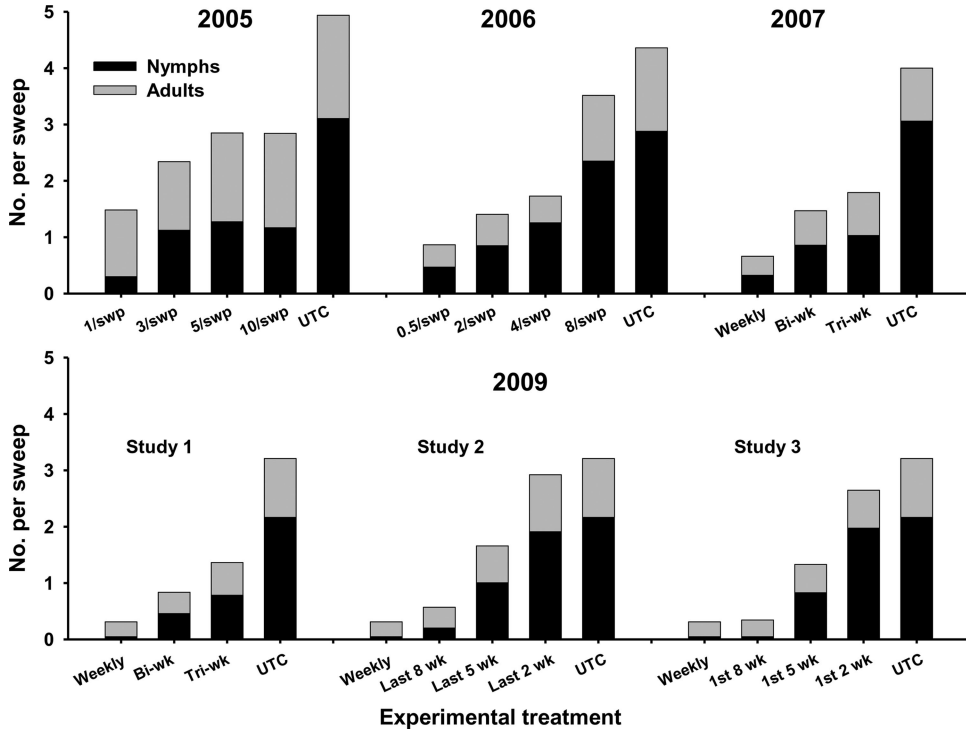 2005
2006
2007
Nymphs
Adults
No. per sweep
5
4
3
2
1
0
1/swp
3/swp
5/swp
10/swp
UTC
0.5/swp
2/swp
4/swp
8/swp
UTC
Weekly
Bi-wk
Tri-wk
UTC
2009
Study 1
Study 2
Study 3
No. per sweep
5
4
3
2
1
0
Weekly
Bi-wk
Tri-wk
UTC
Weekly
Last 8 wk
Last 5 wk
Last 2 wk
UTC
Weekly
1st 8 wk
1st 5 wk
1st 2 wk
UTC
Experimental treatment